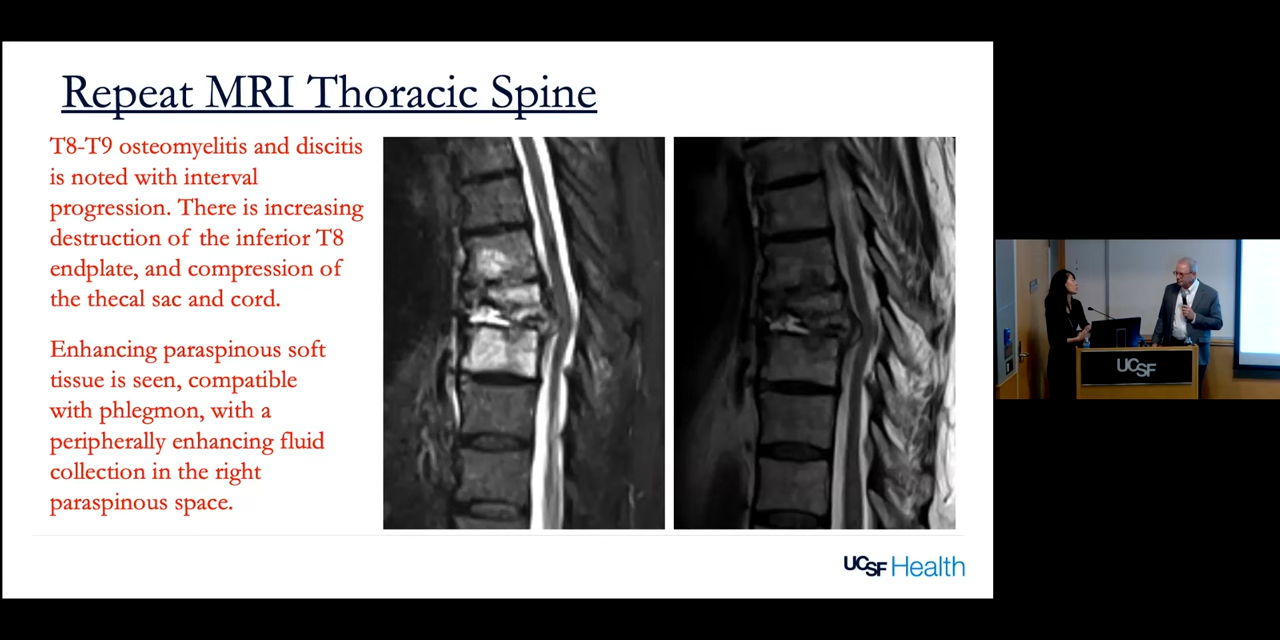 Repeat MRI Thoracic Spine
T8-T9 osteomyelitis and discitis
is noted with interval
progression. There is increasing
destruction of the inferior T8
endplate, and compression of
the thecal sac and cord.
Enhancing paraspinous soft
tissue is seen, compatible
with phlegmon, with a
peripherally enhancing fluid
collection in the right
paraspinous space.
UCSF Health
UCSF